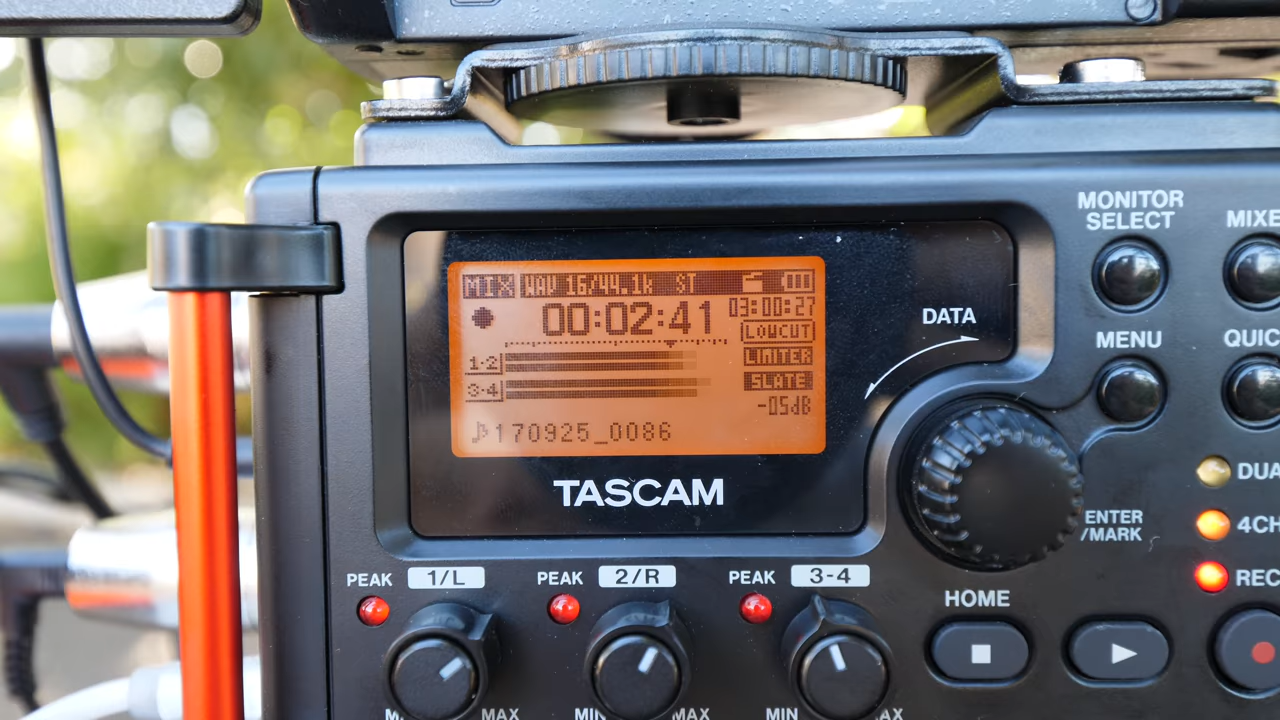 MONITOR
SELECT
MIXE
MIX WAV 16/44.1k ST
00:02:41 03:00:27
LOWCUT
LIMITER
SLATE
-05dB
1·2
3·4
170925_0086
TASCAM
DATA
MENU
QUIC
DUA
4CH
REC
ENTER
/MARK
PEAK 1/L PEAK 2/R PEAK 3-4
HOME
MAX MIN MAX MIN